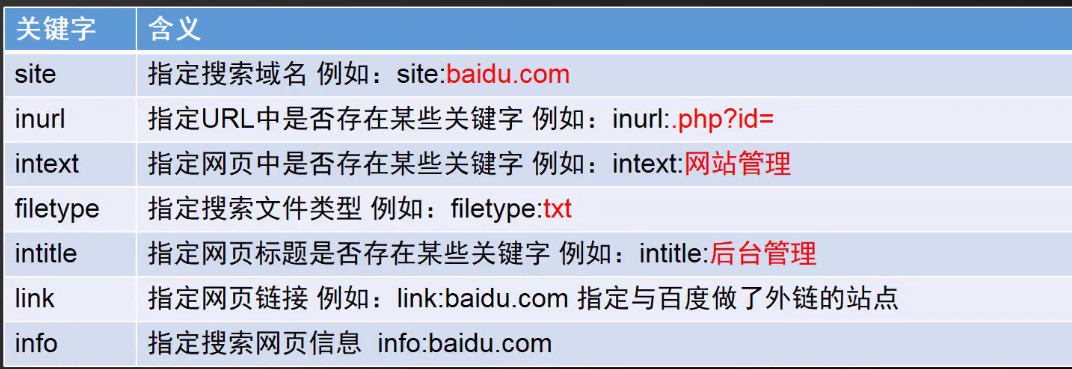 关键字 含义
site 指定搜索域名 例如：site:baidu.com
inurl 指定URL中是否存在某些关键字 例如：inurl:.php?id=
intext 指定网页中是否存在某些关键字 例如：intext:网站管理
filetype 指定搜索文件类型 例如：filetype:txt
intitle 指定网页标题是否存在某些关键字 例如：intitle:后台管理
link 指定网页链接 例如：link:baidu.com 指定与百度做了外链的站点
info 指定搜索网页信息 info:baidu.com